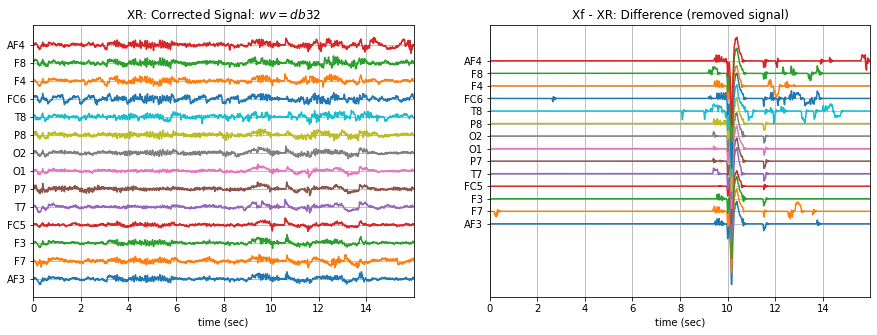 XR: Corrected Signal: wv = db32
AF4
F8
F4
FC6
T8
P8
O2
O1
P7
T7
FC5
F3
F7
AF3
0 2 4 6 8 10 12 14
time (sec)
Xf - XR: Difference (removed signal)
AF4
F8
F4
FC6
T8
P8
O2
O1
P7
T7
FC5
F3
F7
AF3
0 2 4 6 8 10 12 14
time (sec)